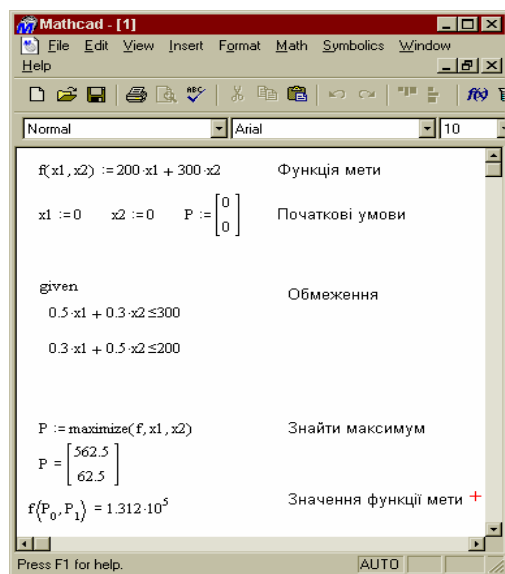 Mathcad - [1]
File Edit View Insert Format Math Symbolics Window
Help
Normal Arial 10
f(x1,x2) :=200·x1 + 300·x2 Функція мети
x1 :=0 x2 :=0 P := [0 0] Початкові умови
given Обмеження
0.5·x1 + 0.3·x2≤300
0.3·x1 + 0.5·x2≤200
P := maximize(f,x1,x2) Знайти максимум
P = [562.5 62.5]
f(P₀,P₁) = 1.312·10⁵ Значення функції мети
Press F1 for help. AUTO